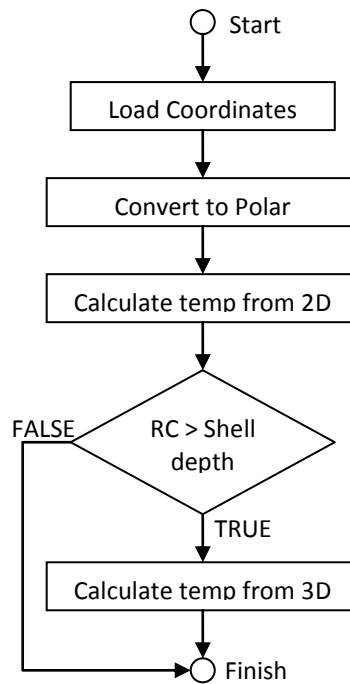 Start
Load Coordinates
Convert to Polar
Calculate temp from 2D
FALSE
RC > Shell
depth
TRUE
Calculate temp from 3D
Finish